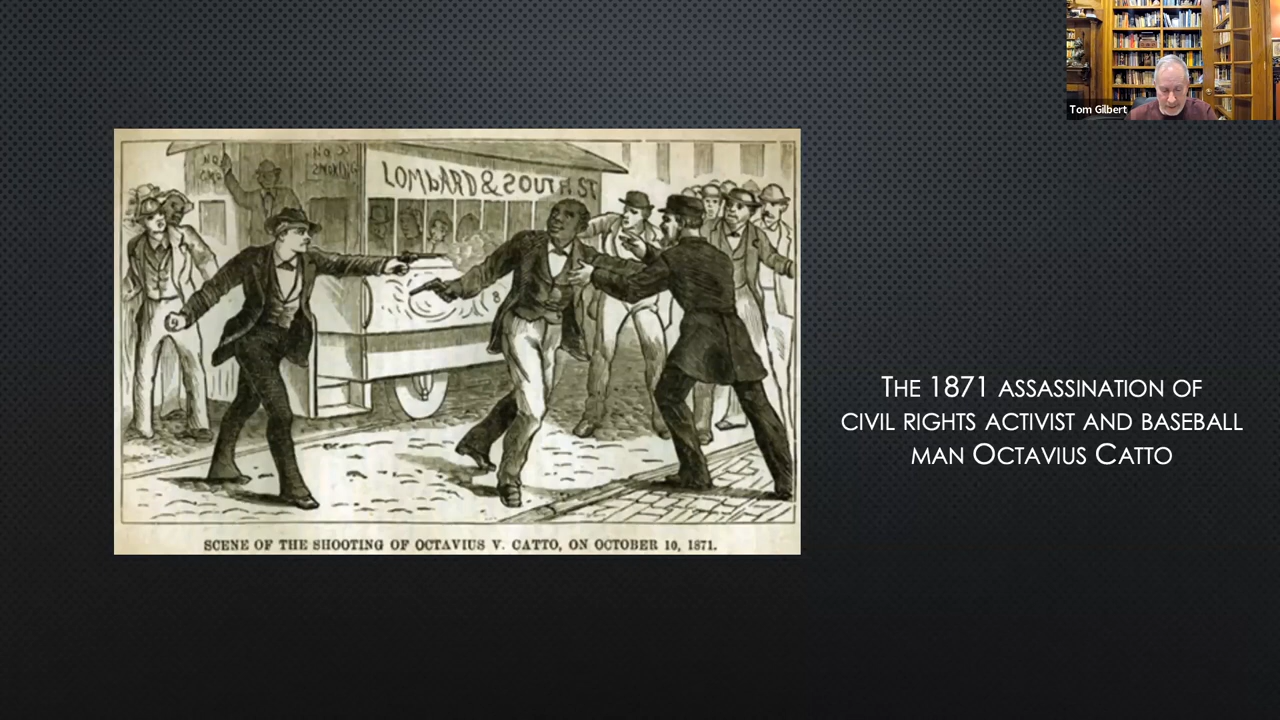 Tom Gilbert
NO
NO
SMOKING
LOMBARD & SOUTH ST
8
THE 1871 ASSASSINATION OF
CIVIL RIGHTS ACTIVIST AND BASEBALL
MAN OCTAVIUS CATTO
SCENE OF THE SHOOTING OF OCTAVIUS V. CATTO, ON OCTOBER 10, 1871.